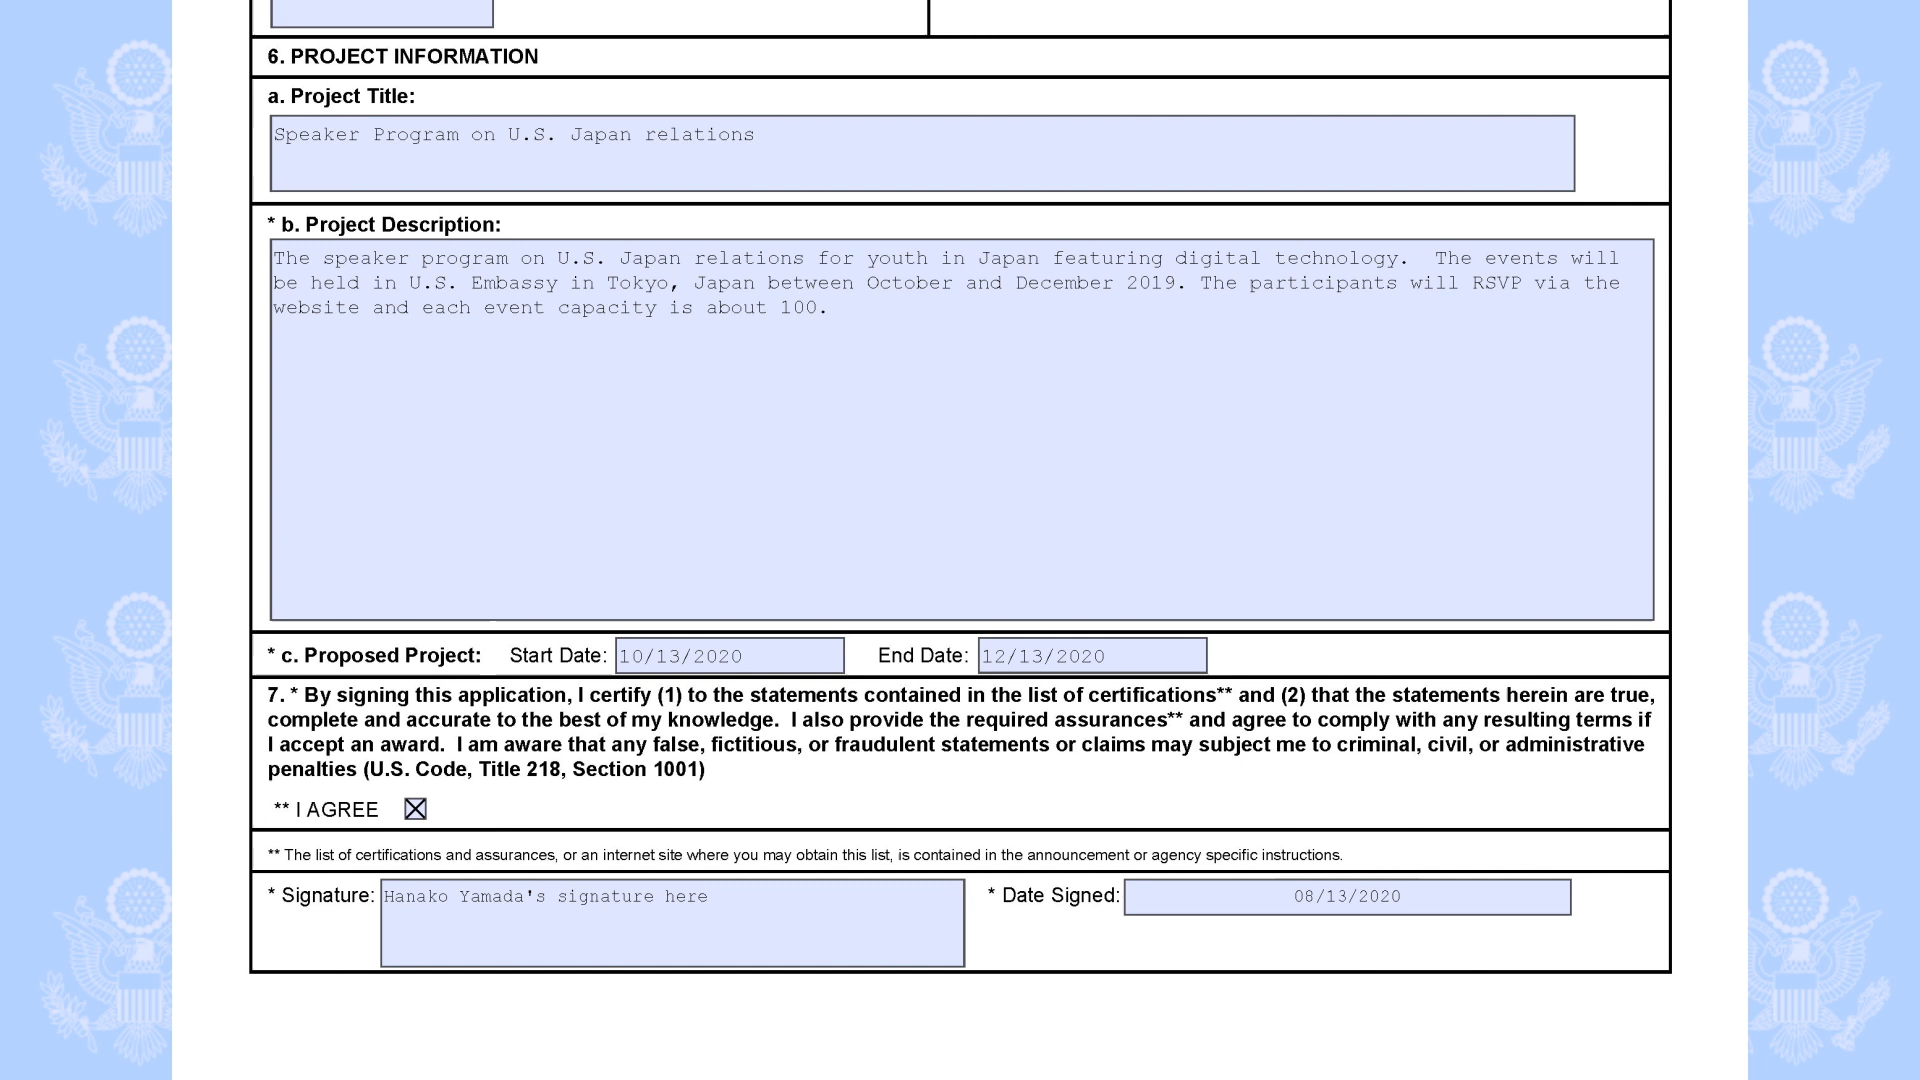 6. PROJECT INFORMATION
a. Project Title:
Speaker Program on U.S. Japan relations
* b. Project Description:
The speaker program on U.S. Japan relations for youth in Japan featuring digital technology.  The events will
be held in U.S. Embassy in Tokyo, Japan between October and December 2019. The participants will RSVP via the
website and each event capacity is about 100.
* c. Proposed Project: Start Date: 10/13/2020 End Date: 12/13/2020
7. * By signing this application, I certify (1) to the statements contained in the list of certifications** and (2) that the statements herein are true,
complete and accurate to the best of my knowledge.  I also provide the required assurances** and agree to comply with any resulting terms if
I accept an award.  I am aware that any false, fictitious, or fraudulent statements or claims may subject me to criminal, civil, or administrative
penalties (U.S. Code, Title 218, Section 1001)
** I AGREE
** The list of certifications and assurances, or an internet site where you may obtain this list, is contained in the announcement or agency specific instructions.
* Signature: Hanako Yamada's signature here * Date Signed: 08/13/2020